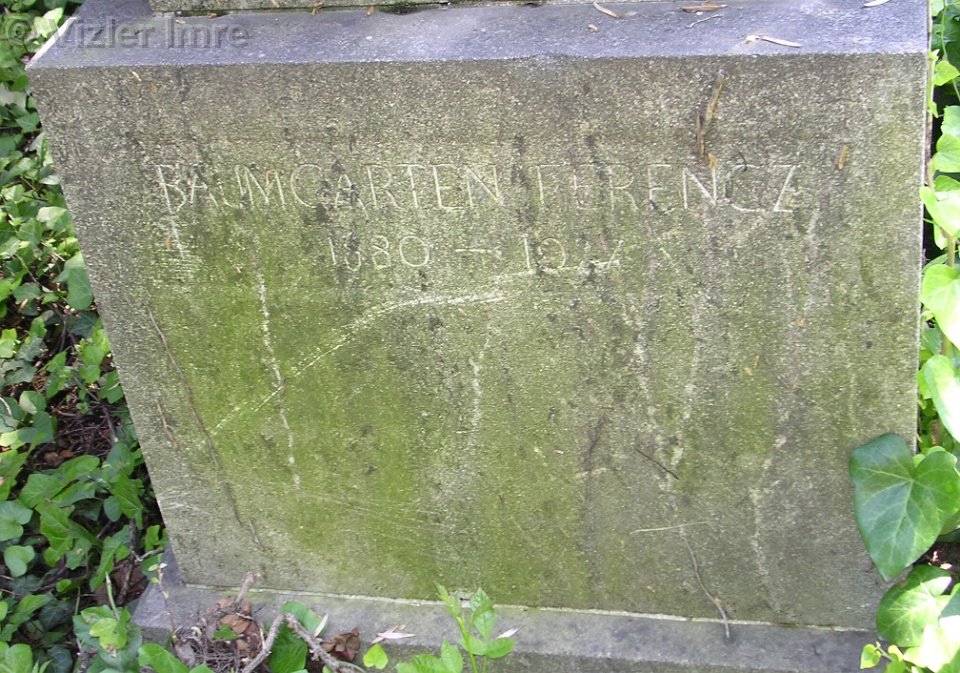 © Vizler Imre
BAUMGARTEN FERENCZ
1880 –